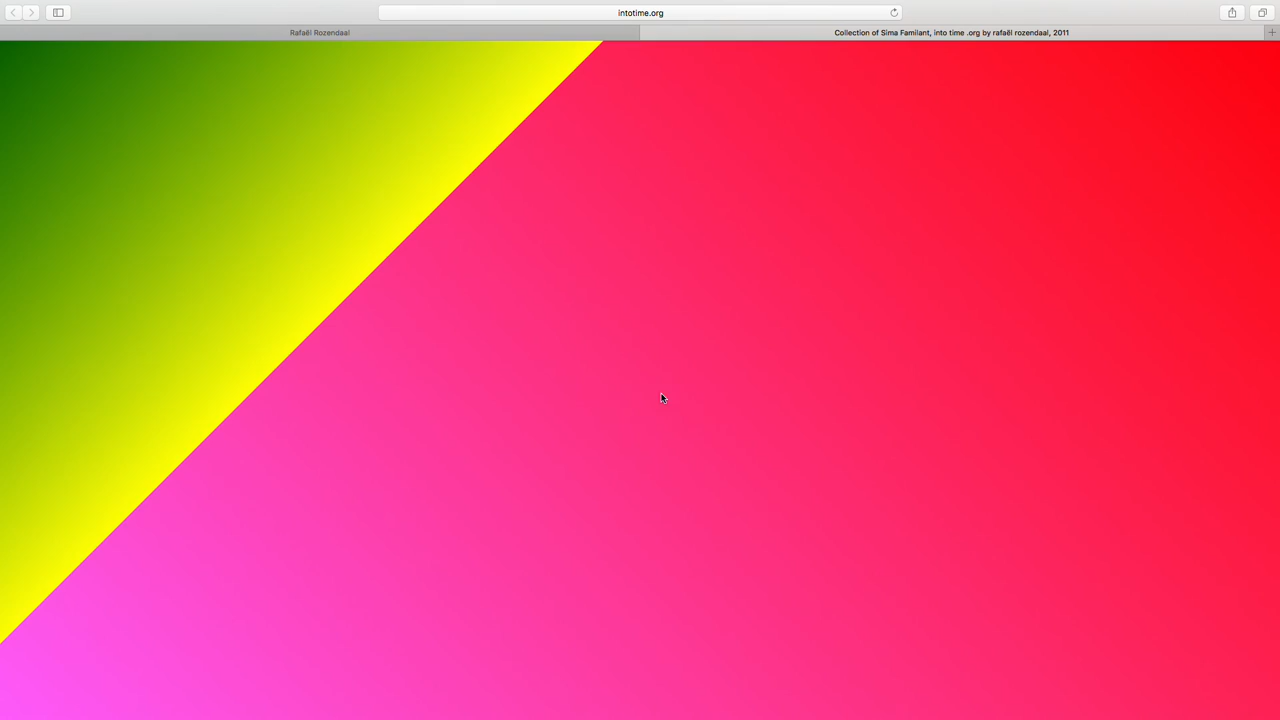 intotime.org
Rafaël Rozendaal
Collection of Sima Familant, into time .org by rafaël rozendaal, 2011